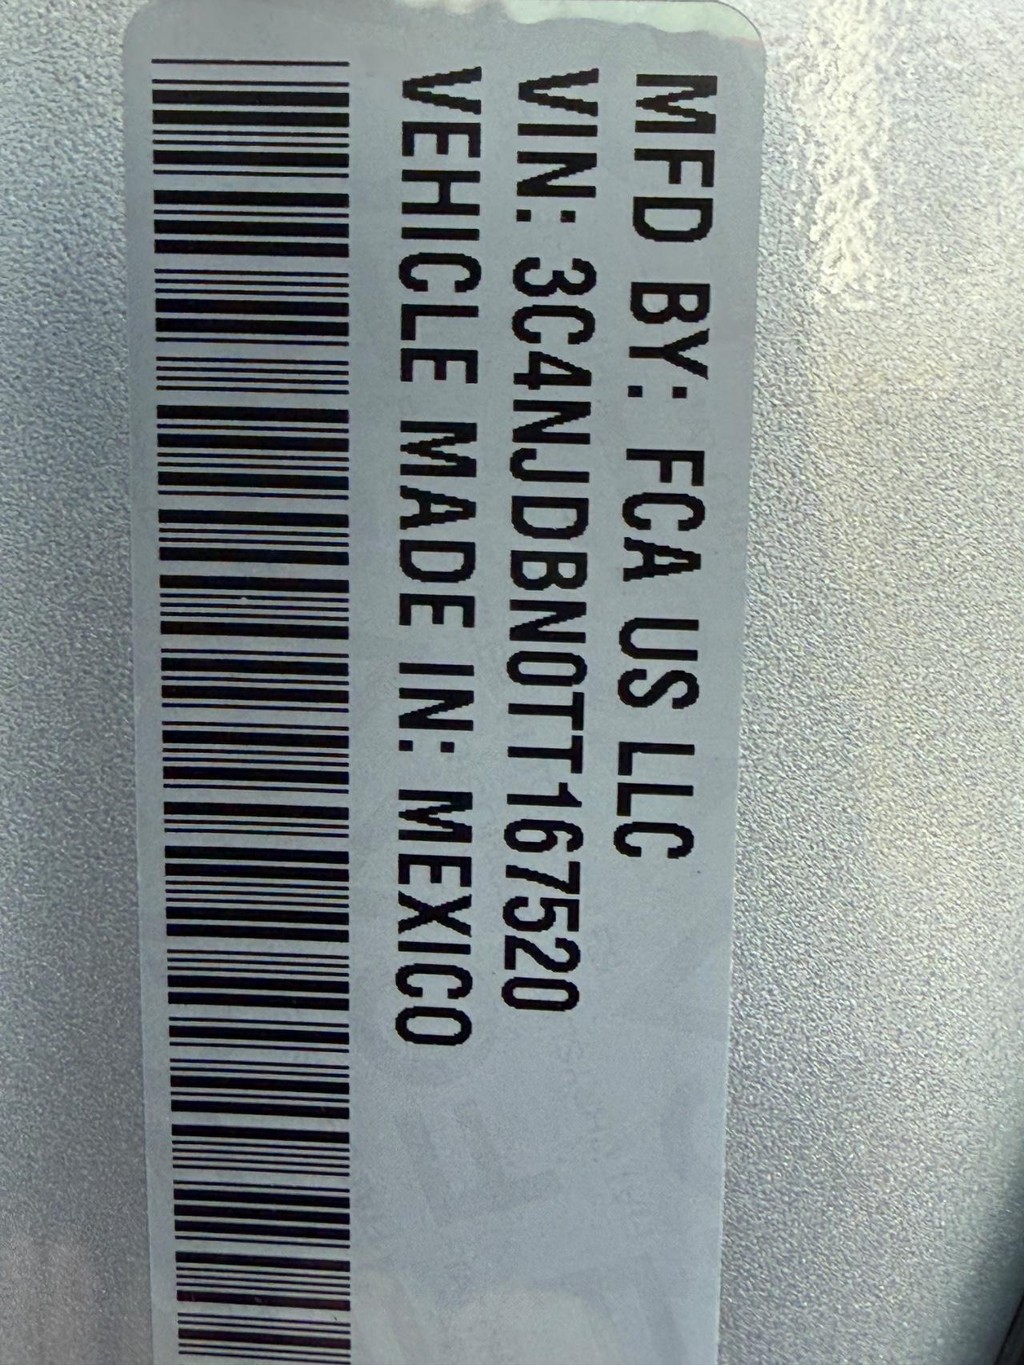 MFD BY: FCA US LLC
VIN: 3C4NJDBN0TT167520
VEHICLE MADE IN: MEXICO